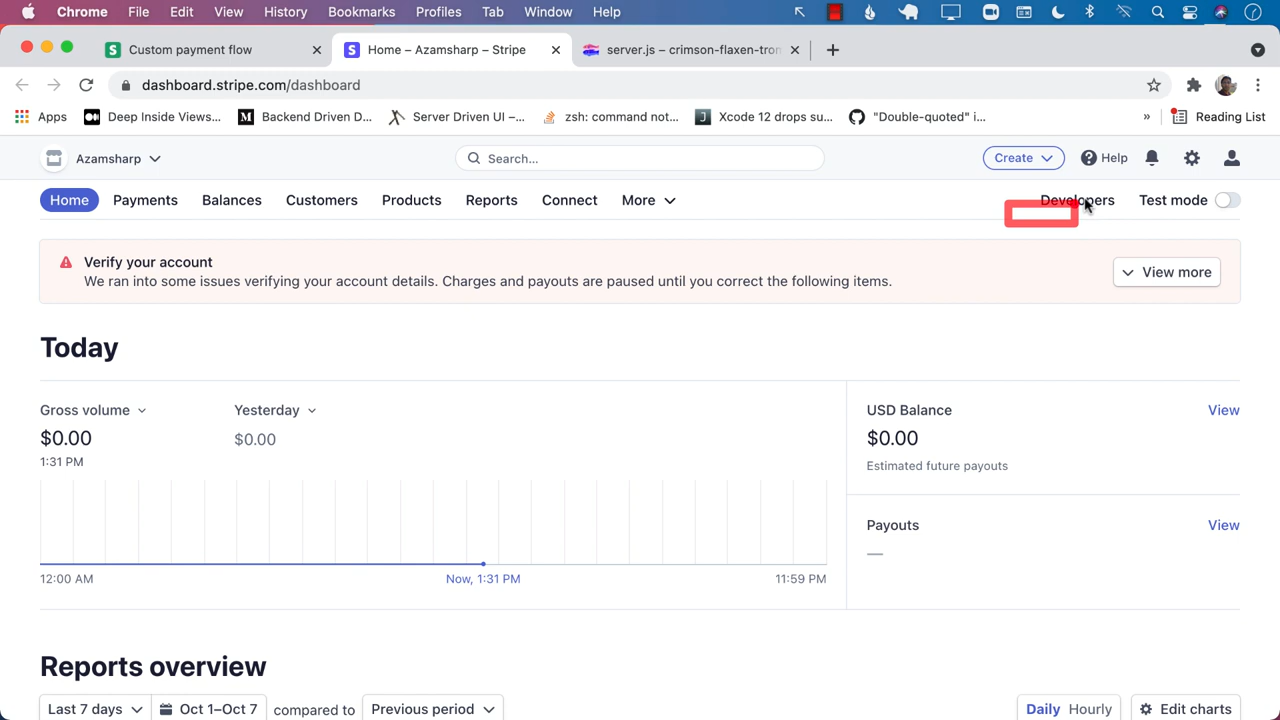 Chrome File Edit View History Bookmarks Profiles Tab Window Help
Custom payment flow
Home – Azamsharp – Stripe
server.js – crimson-flaxen-tron
dashboard.stripe.com/dashboard
Apps
Deep Inside Views...
Backend Driven D...
Server Driven UI –...
zsh: command not...
Xcode 12 drops su...
"Double-quoted" i...
»
Reading List
Azamsharp
Search...
Create
Help
Home Payments Balances Customers Products Reports Connect More
Developers
Test mode
Verify your account
We ran into some issues verifying your account details. Charges and payouts are paused until you correct the following items.
View more
Today
Gross volume
$0.00
1:31 PM
Yesterday
$0.00
12:00 AM
Now, 1:31 PM
11:59 PM
USD Balance
View
$0.00
Estimated future payouts
Payouts
View
—
Reports overview
Last 7 days
Oct 1–Oct 7
compared to
Previous period
Daily Hourly
Edit charts